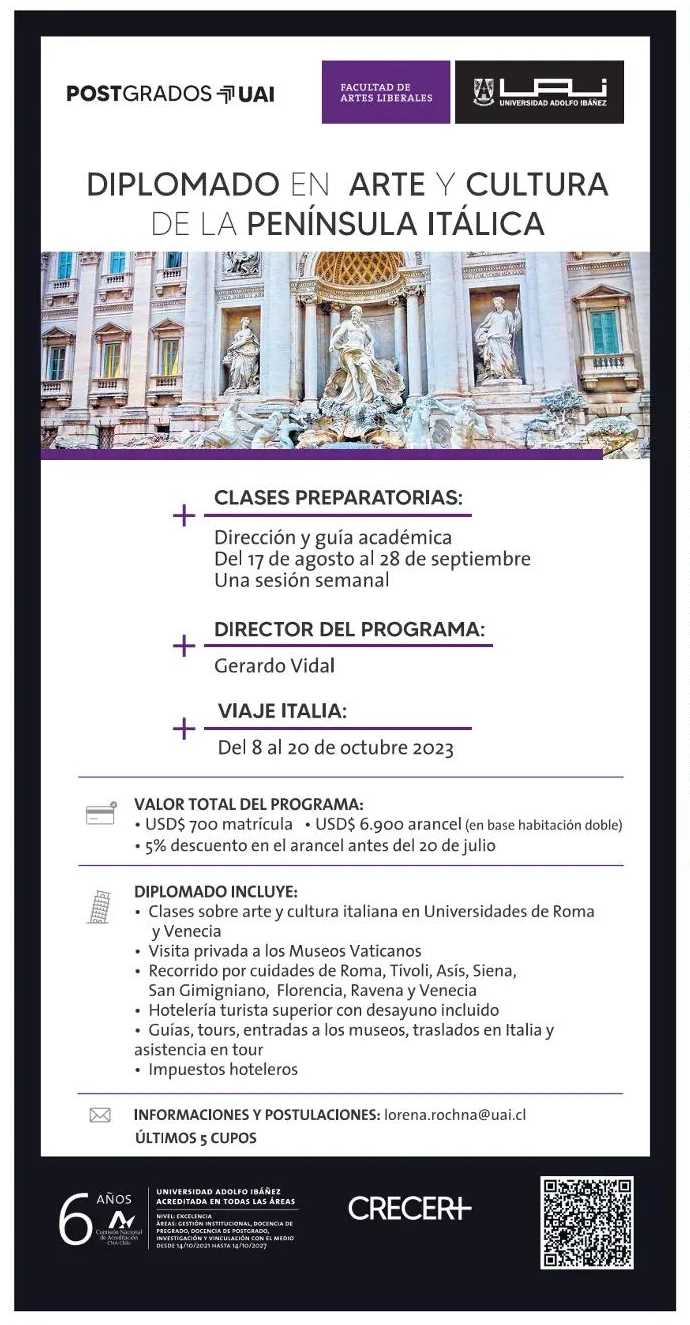 POSTGRADOS UAI
FACULTAD DE
ARTES LIBERALES
UAI
UNIVERSIDAD ADOLFO IBÁÑEZ
DIPLOMADO EN ARTE Y CULTURA
DE LA PENÍNSULA ITÁLICA
+ CLASES PREPARATORIAS:
Dirección y guía académica
Del 17 de agosto al 28 de septiembre
Una sesión semanal
+ DIRECTOR DEL PROGRAMA:
Gerardo Vidal
+ VIAJE ITALIA:
Del 8 al 20 de octubre 2023
VALOR TOTAL DEL PROGRAMA:
• USD$ 700 matrícula • USD$ 6.900 arancel (en base habitación doble)
• 5% descuento en el arancel antes del 20 de julio
DIPLOMADO INCLUYE:
• Clases sobre arte y cultura italiana en Universidades de Roma
y Venecia
• Visita privada a los Museos Vaticanos
• Recorrido por cuidades de Roma, Tívoli, Asís, Siena,
San Gimigniano, Florencia, Ravena y Venecia
• Hotelería turista superior con desayuno incluido
• Guías, tours, entradas a los museos, traslados en Italia y
asistencia en tour
• Impuestos hoteleros
INFORMACIONES Y POSTULACIONES: lorena.rochna@uai.cl
ÚLTIMOS 5 CUPOS
6 AÑOS
Comisión Nacional
de Acreditación
CNA-Chile
UNIVERSIDAD ADOLFO IBÁÑEZ
ACREDITADA EN TODAS LAS ÁREAS
NIVEL: EXCELENCIA
ÁREAS: GESTIÓN INSTITUCIONAL, DOCENCIA DE
PREGRADO, DOCENCIA DE POSTGRADO,
INVESTIGACIÓN Y VINCULACIÓN CON EL MEDIO
DESDE 14/10/2021 HASTA 14/10/2027
CRECER+